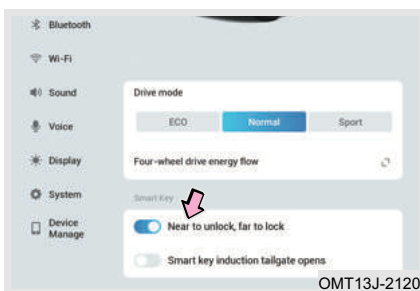 Bluetooth
Wi-Fi
Sound
Voice
Display
System
Device
Manage
Drive mode
ECO
Normal
Sport
Four-wheel drive energy flow
Smart Key
Near to unlock, far to lock
Smart key induction tailgate opens
OMT13J-2120